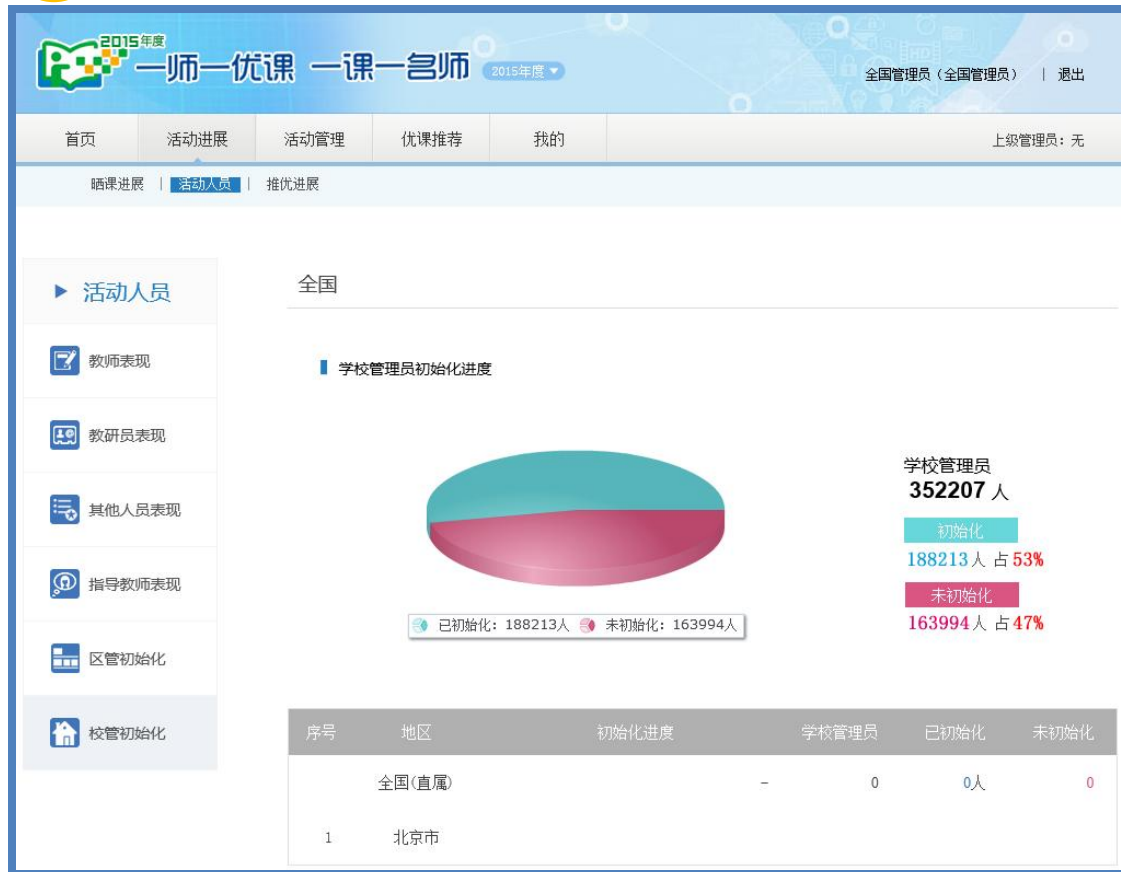 2015年度
一师一优课 一课一名师 2015年度
全国管理员（全国管理员） | 退出
首页 活动进展 活动管理 优课推荐 我的 上级管理员：无
晒课进展 | 活动人员 | 推优进展
活动人员
教师表现
教研员表现
其他人员表现
指导教师表现
区管初始化
校管初始化
全国
学校管理员初始化进度
学校管理员
352207 人
初始化
188213人 占53%
未初始化
163994人 占47%
已初始化：188213人 未初始化：163994人
序号 地区 初始化进度 学校管理员 已初始化 未初始化
全国(直属) - 0 0人 0
1 北京市